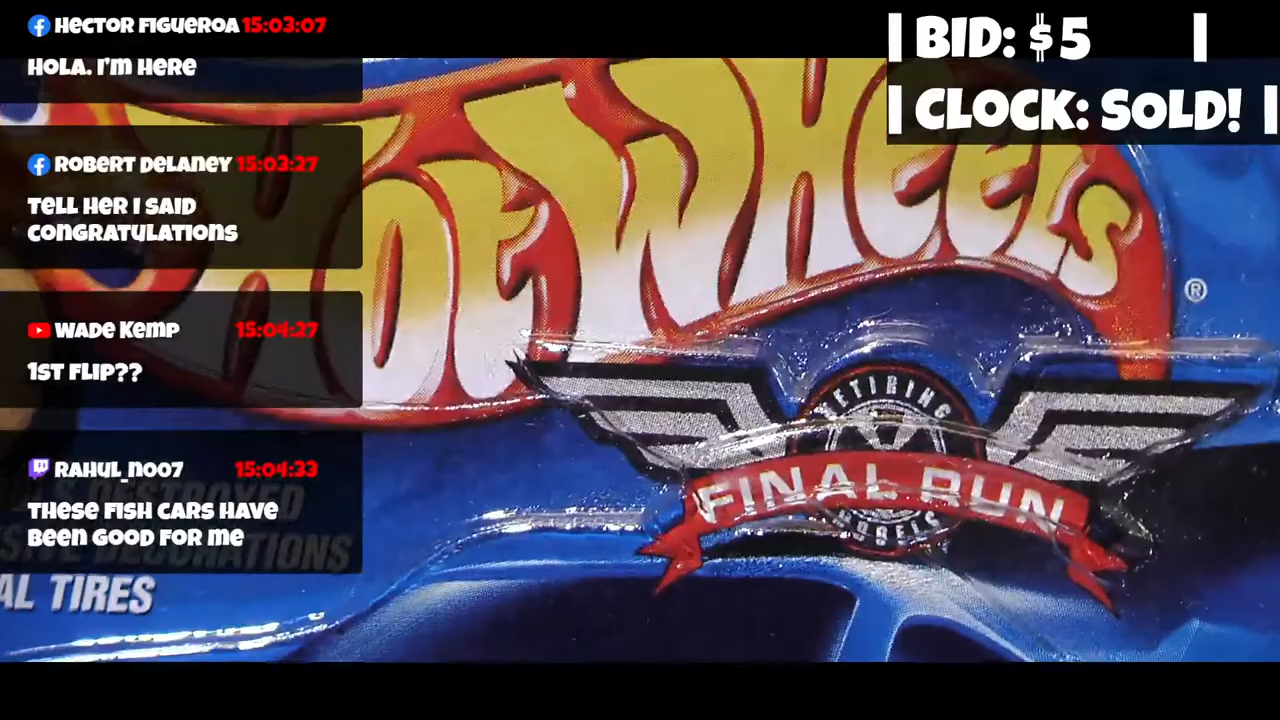 Hector Figueroa 15:03:07
Hola. I'm here
Robert Delaney 15:03:27
Tell her I said
congratulations
Wade Kemp 15:04:27
1st flip??
Rahul_n007 15:04:33
These fish cars have
been good for me
| BID: $5 |
| CLOCK: SOLD! |
HOT WHEELS
®
RETIRING
FINAL RUN
MODELS
DESTROYED
DECORATIONS
AL TIRES